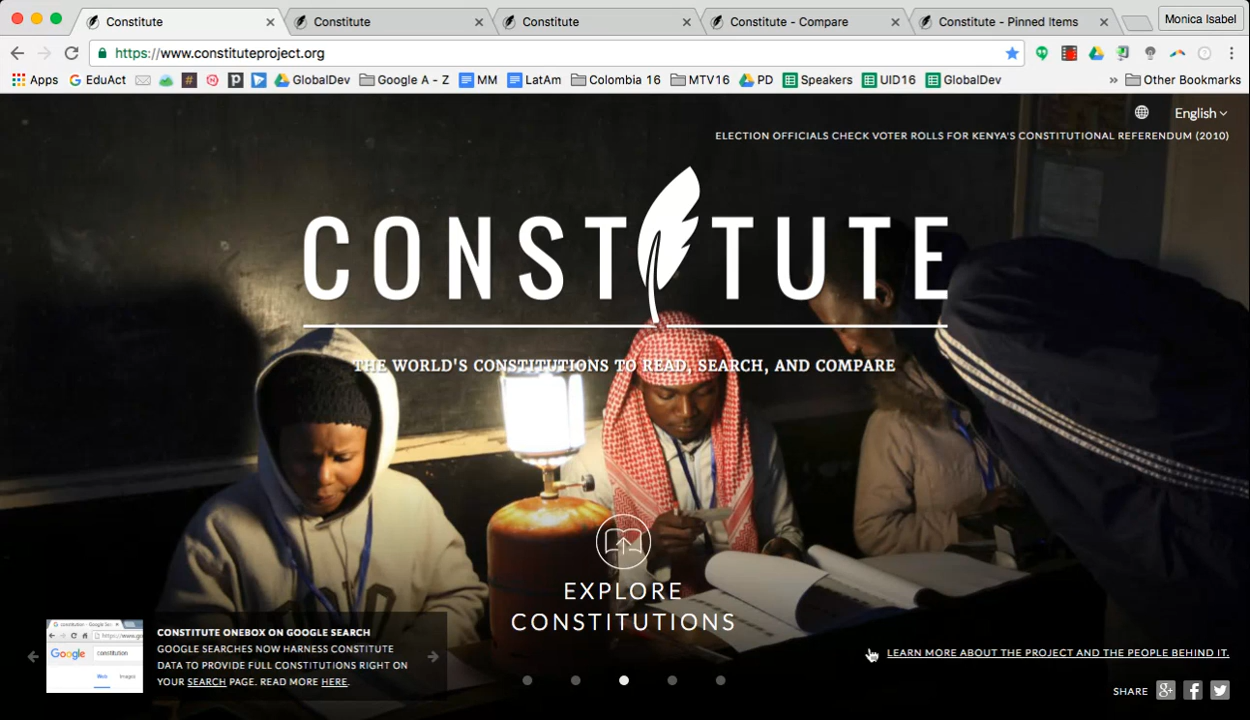 Constitute
Constitute
Constitute
Constitute - Compare
Constitute - Pinned Items
Monica Isabel
https://www.constituteproject.org
Apps
EduAct
GlobalDev
Google A - Z
MM
LatAm
Colombia 16
MTV16
PD
Speakers
UID16
GlobalDev
» Other Bookmarks
English
ELECTION OFFICIALS CHECK VOTER ROLLS FOR KENYA'S CONSTITUTIONAL REFERENDUM (2010)
CONSTITUTE
THE WORLD'S CONSTITUTIONS TO READ, SEARCH, AND COMPARE
EXPLORE
CONSTITUTIONS
Google
constitution
Web Images
CONSTITUTE ONEBOX ON GOOGLE SEARCH
GOOGLE SEARCHES NOW HARNESS CONSTITUTE
DATA TO PROVIDE FULL CONSTITUTIONS RIGHT ON
YOUR SEARCH PAGE. READ MORE HERE.
LEARN MORE ABOUT THE PROJECT AND THE PEOPLE BEHIND IT.
SHARE